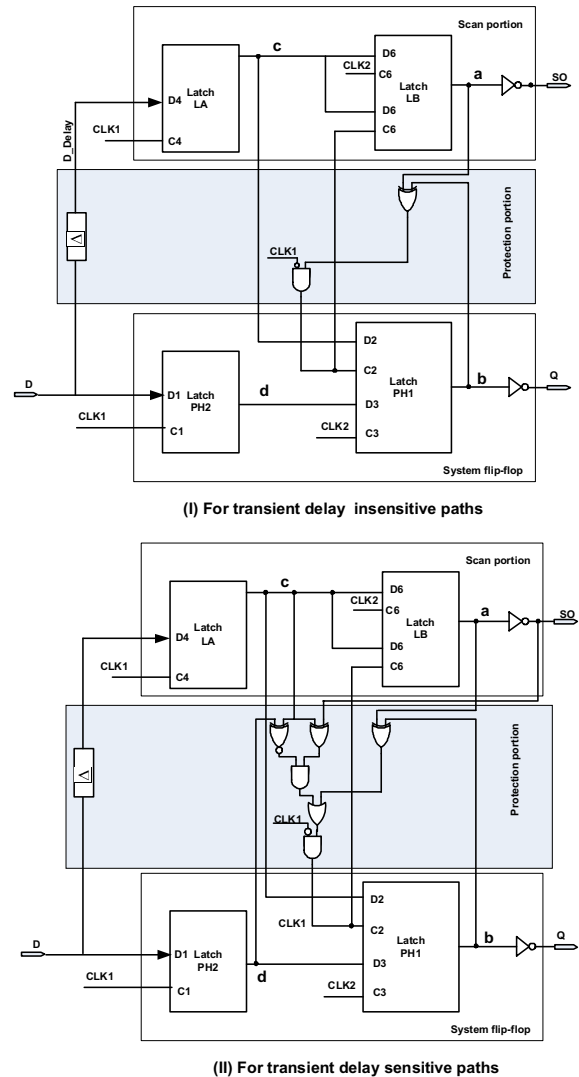 Scan portion
c
D6
CLK2
C6
Latch
LB
a
SO
Latch
LA
D4
D6
CLK1
C4
C6
D_Delay
Δ
CLK1
Protection portion
D2
D
D1
Latch
PH2
d
C2
Latch
PH1
b
Q
D3
CLK1
C1
CLK2
C3
System flip-flop
(I) For transient delay insensitive paths
Scan portion
c
D6
CLK2
C6
Latch
LB
a
SO
Latch
LA
D4
D6
CLK1
C4
C6
Δ
CLK1
Protection portion
D2
CLK1
C2
Latch
PH1
b
Q
D
D1
Latch
PH2
d
D3
CLK1
C1
CLK2
C3
System flip-flop
(II) For transient delay sensitive paths